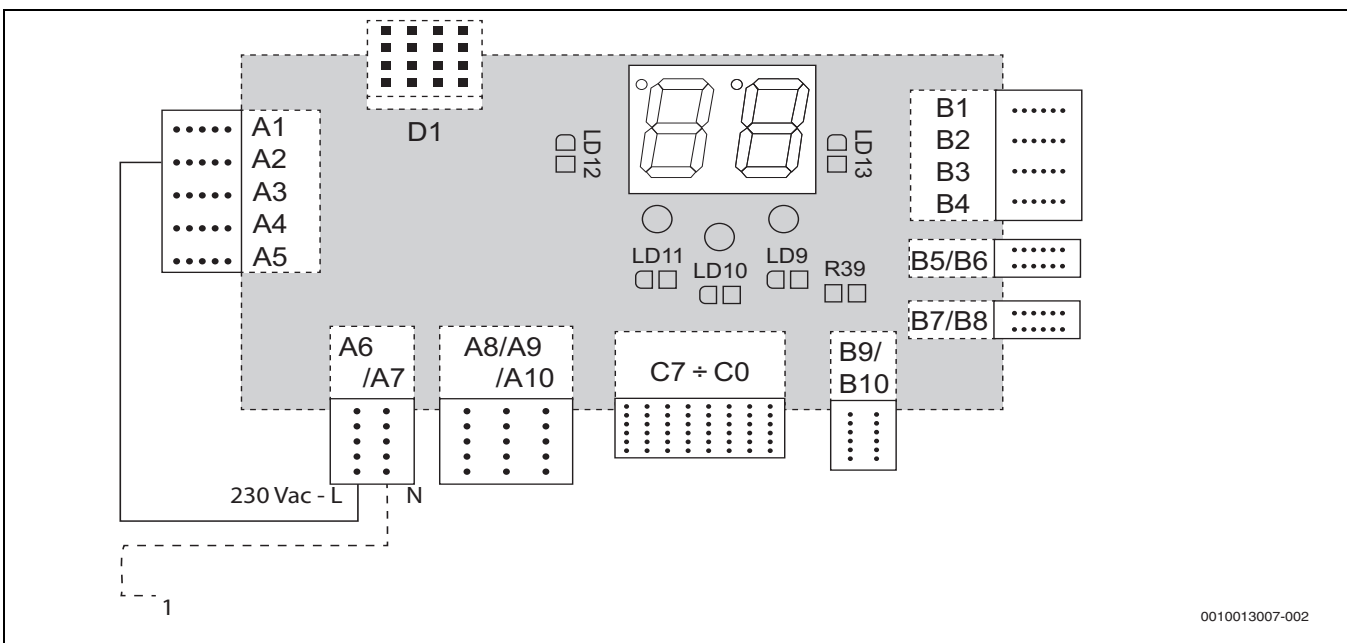 D1
A1
A2
A3
A4
A5
LD12
LD13
B1
B2
B3
B4
LD11
LD10
LD9
R39
B5/B6
B7/B8
A6
/A7
A8/A9
/A10
C7 ÷ C0
B9/
B10
230 Vac - L
N
1
0010013007-002